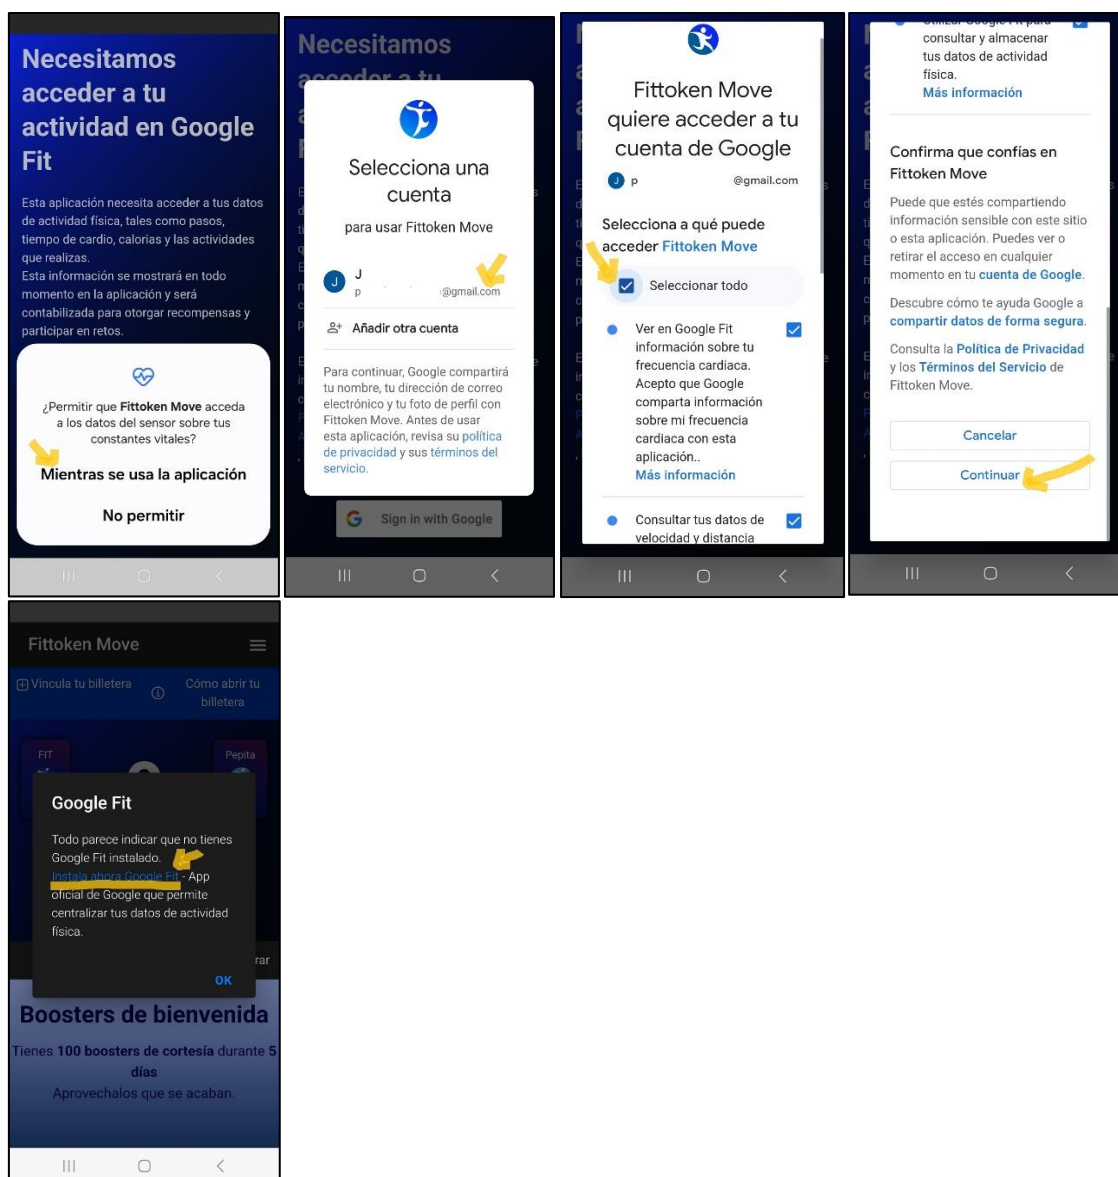 Necesitamos
acceder a tu
actividad en Google
Fit
Esta aplicación necesita acceder a tus datos
de actividad física, tales como pasos,
tiempo de cardio, calorias y las actividades
que realizas.
Esta información se mostrará en todo
momento en la aplicación y será
contabilizada para otorgar recompensas y
participar en retos.
¿Permitir que Fittoken Move acceda
a los datos del sensor sobre tus
constantes vitales?
Mientras se usa la aplicación
No permitir
Necesitamos
acceder a tu
Selecciona una
cuenta
para usar Fittoken Move
J
J
p @gmail.com
Añadir otra cuenta
Para continuar, Google compartirá
tu nombre, tu dirección de correo
electrónico y tu foto de perfil con
Fittoken Move. Antes de usar
esta aplicación, revisa su política
de privacidad y sus términos del
servicio.
Sign in with Google
Fittoken Move
quiere acceder a tu
cuenta de Google
J p @gmail.com
Selecciona a qué puede
acceder Fittoken Move
Seleccionar todo
Ver en Google Fit
información sobre tu
frecuencia cardiaca.
Acepto que Google
comparta información
sobre mi frecuencia
cardiaca con esta
aplicación..
Más información
Consultar tus datos de
velocidad y distancia
Utilizar Google Fit para
consultar y almacenar
tus datos de actividad
física.
Más información
Confirma que confías en
Fittoken Move
Puede que estés compartiendo
información sensible con este sitio
o esta aplicación. Puedes ver o
retirar el acceso en cualquier
momento en tu cuenta de Google.
Descubre cómo te ayuda Google a
compartir datos de forma segura.
Consulta la Política de Privacidad
y los Términos del Servicio de
Fittoken Move.
Cancelar
Continuar
Fittoken Move
Vincula tu billetera
Cómo abrir tu
billetera
FIT
Pepita
Google Fit
Todo parece indicar que no tienes
Google Fit instalado.
Instala ahora Google Fit - App
oficial de Google que permite
centralizar tus datos de actividad
física.
rar
OK
Boosters de bienvenida
Tienes 100 boosters de cortesía durante 5
días
Aprovechalos que se acaban.